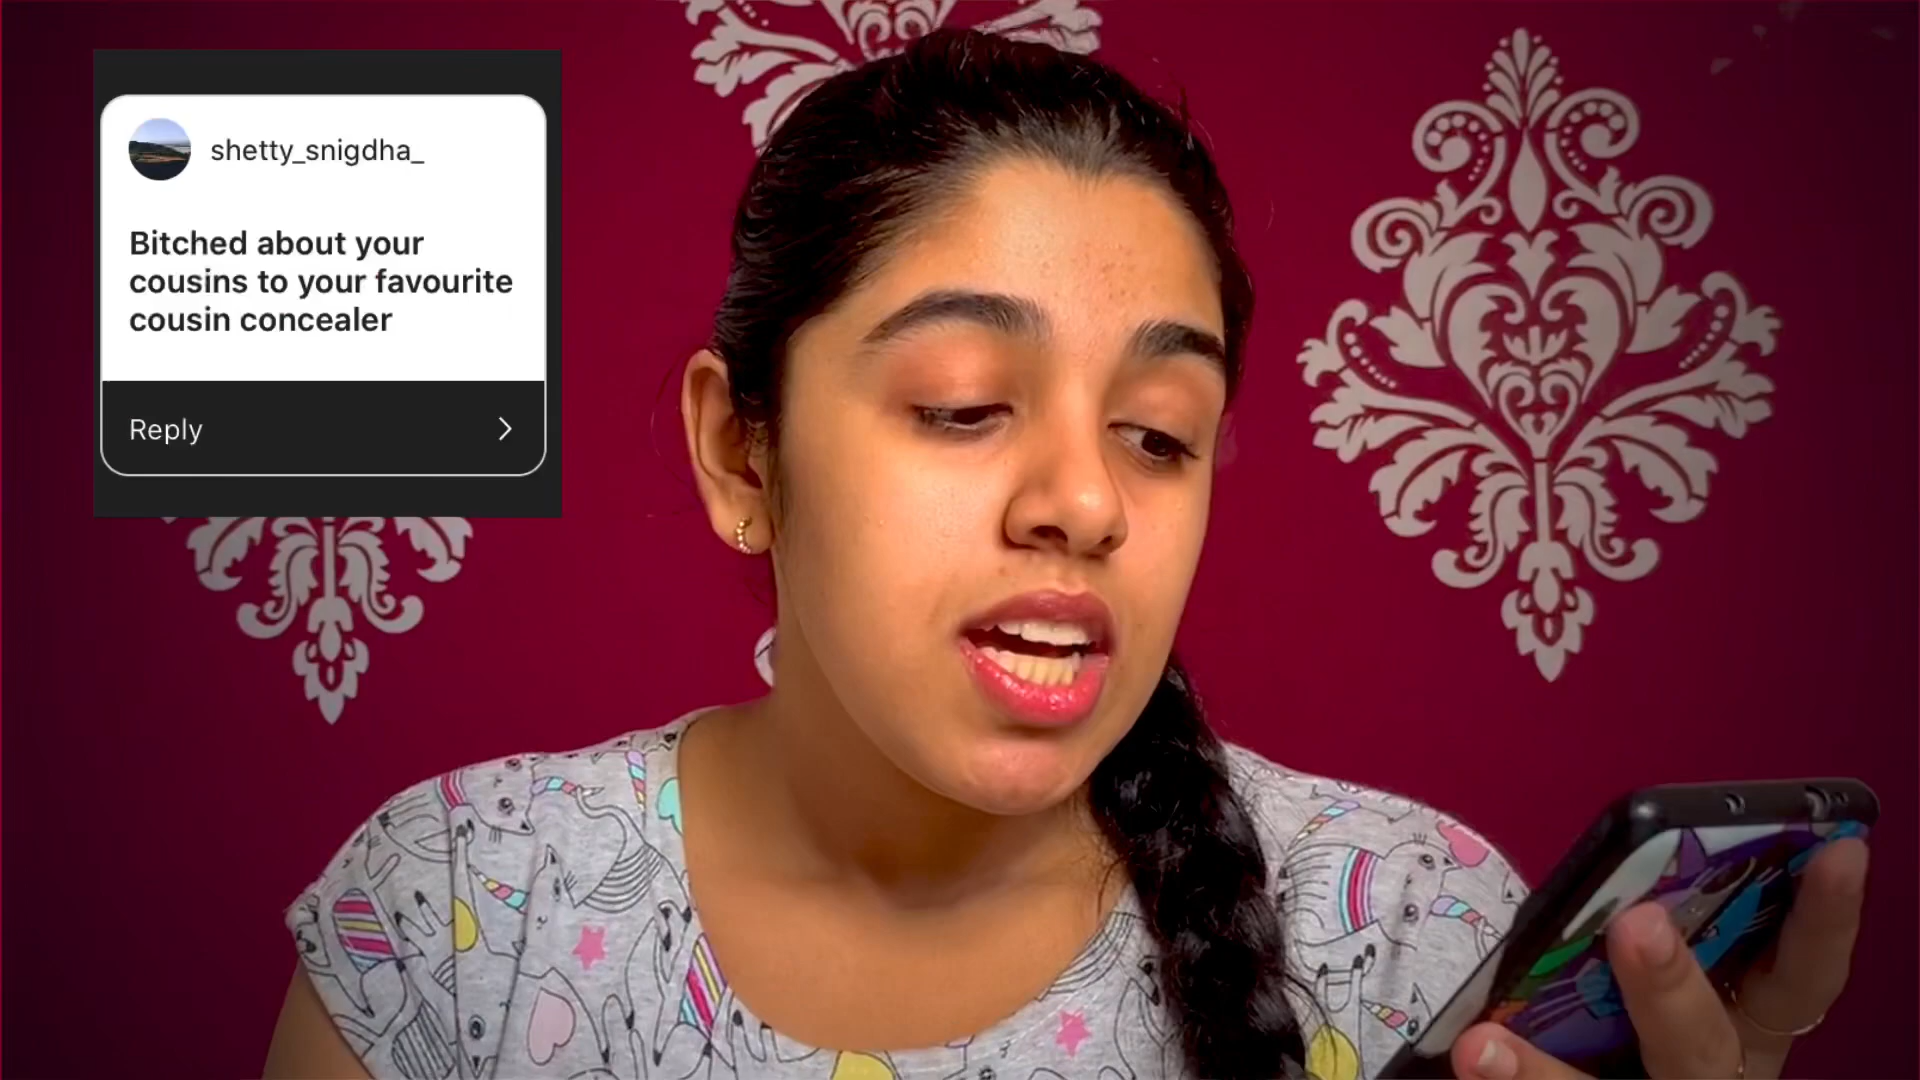 shetty_snigdha_
Bitched about your
cousins to your favourite
cousin concealer
Reply